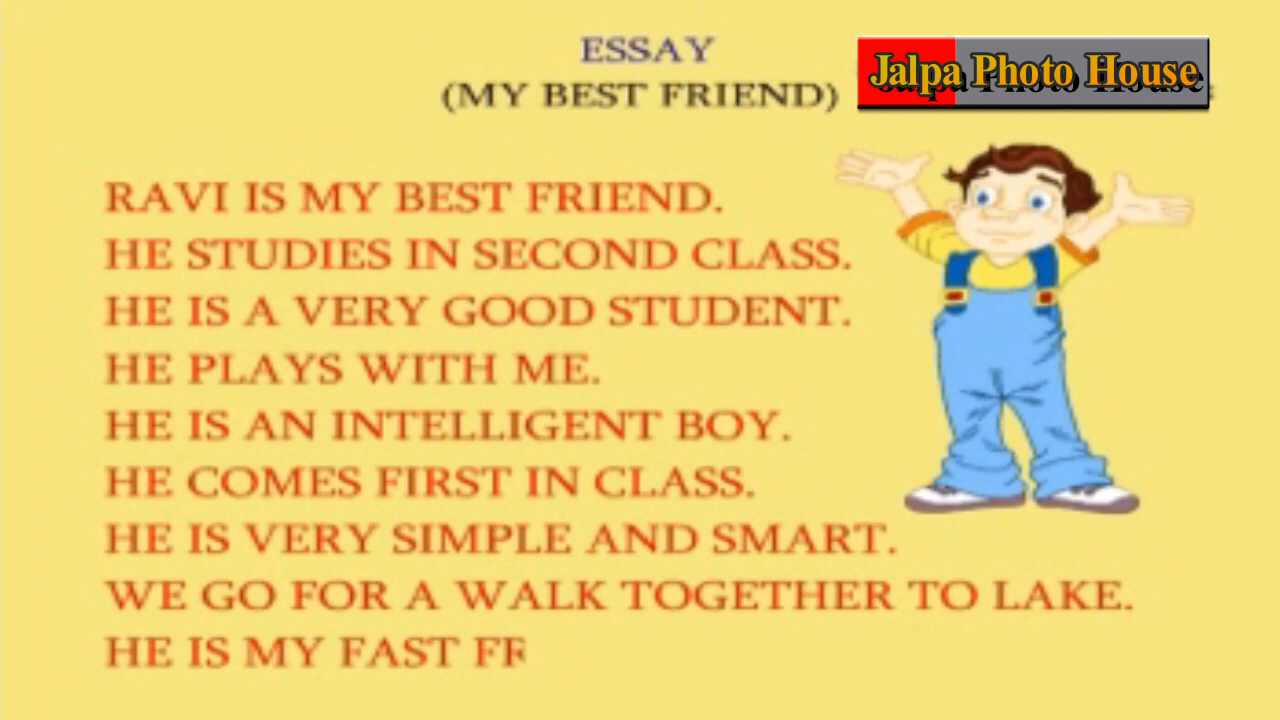 ESSAY
(MY BEST FRIEND)
Jalpa Photo House
RAVI IS MY BEST FRIEND.
HE STUDIES IN SECOND CLASS.
HE IS A VERY GOOD STUDENT.
HE PLAYS WITH ME.
HE IS AN INTELLIGENT BOY.
HE COMES FIRST IN CLASS.
HE IS VERY SIMPLE AND SMART.
WE GO FOR A WALK TOGETHER TO LAKE.
HE IS MY FAST FR